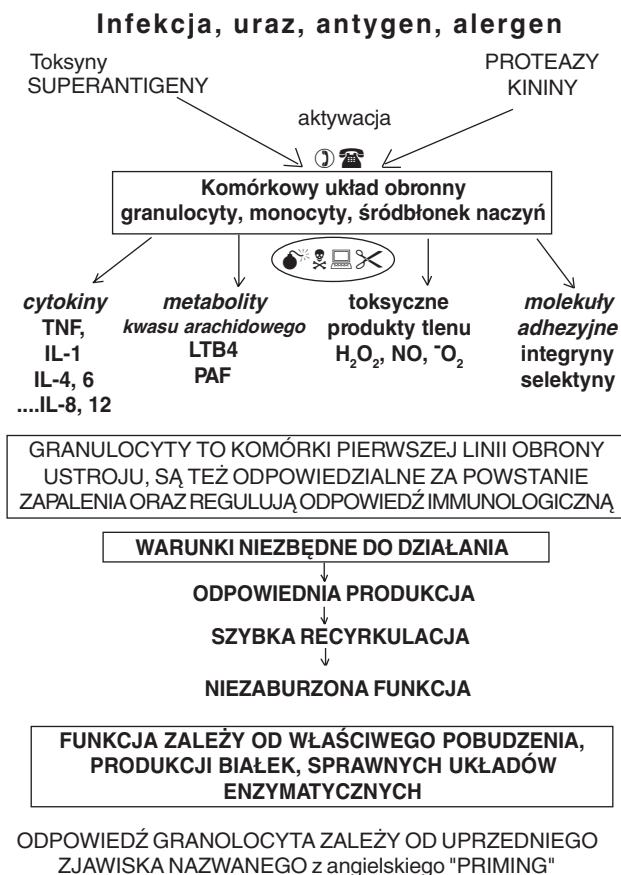 Infekcja, uraz, antygen, alergen
Toksyny
SUPERANTIGENY
PROTEAZY
KININY
aktywacja
Komórkowy układ obronny
granulocyty, monocyty, śródbłonek naczyń
cytokiny
TNF,
IL-1
IL-4, 6
....IL-8, 12
metabolity
kwasu arachidowego
LTB4
PAF
toksyczne
produkty tlenu
H₂O₂, NO, ⁻O₂
molekuły
adhezyjne
integryny
selektyny
GRANULOCYTY TO KOMÓRKI PIERWSZEJ LINII OBRONY
USTROJU, SĄ TEŻ ODPOWIEDZIALNE ZA POWSTANIE
ZAPALENIA ORAZ REGULUJĄ ODPOWIEDŹ IMMUNOLOGICZNĄ
WARUNKI NIEZBĘDNE DO DZIAŁANIA
ODPOWIEDNIA PRODUKCJA
SZYBKA RECYRKULACJA
NIEZABURZONA FUNKCJA
FUNKCJA ZALEŻY OD WŁAŚCIWEGO POBUDZENIA,
PRODUKCJI BIAŁEK, SPRAWNYCH UKŁADÓW
ENZYMATYCZNYCH
ODPOWIEDŹ GRANOLOCYTA ZALEŻY OD UPRZEDNIEGO
ZJAWISKA NAZWANEGO z angielskiego "PRIMING"